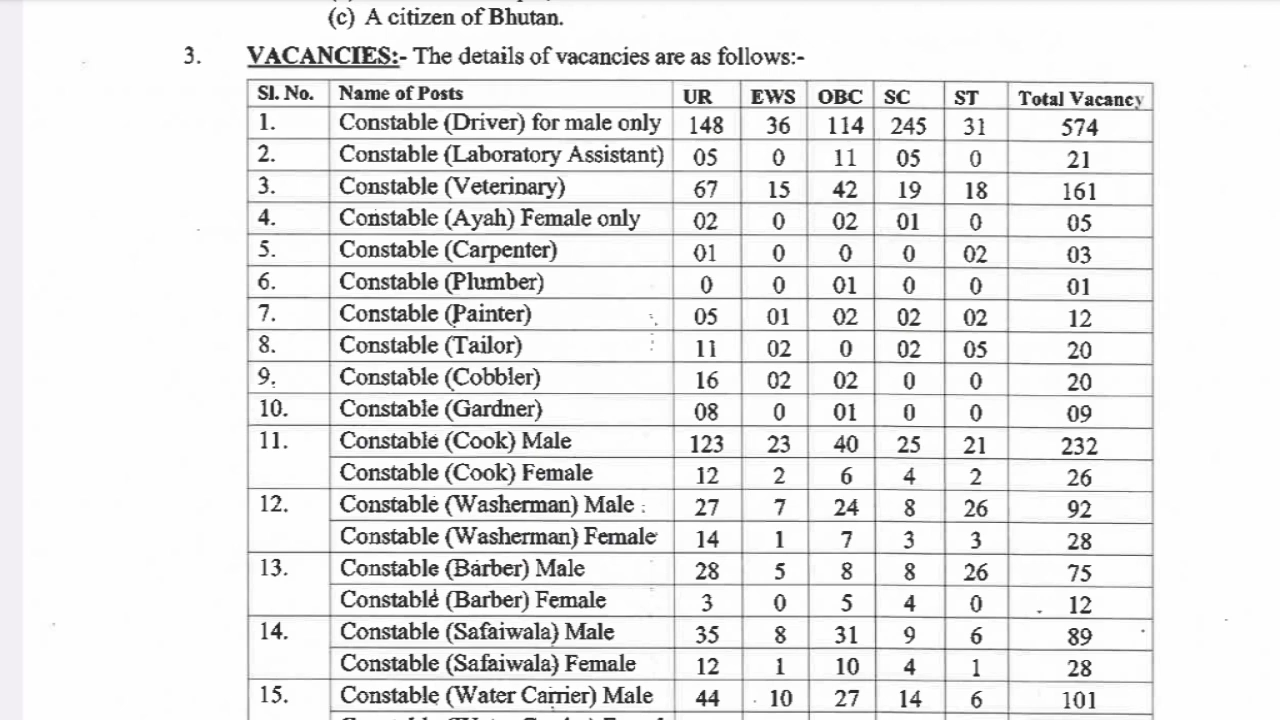 (c) A citizen of Bhutan.
3. VACANCIES:- The details of vacancies are as follows:-
Sl. No. Name of Posts UR EWS OBC SC ST Total Vacancy
1. Constable (Driver) for male only 148 36 114 245 31 574
2. Constable (Laboratory Assistant) 05 0 11 05 0 21
3. Constable (Veterinary) 67 15 42 19 18 161
4. Constable (Ayah) Female only 02 0 02 01 0 05
5. Constable (Carpenter) 01 0 0 0 02 03
6. Constable (Plumber) 0 0 01 0 0 01
7. Constable (Painter) 05 01 02 02 02 12
8. Constable (Tailor) 11 02 0 02 05 20
9. Constable (Cobbler) 16 02 02 0 0 20
10. Constable (Gardner) 08 0 01 0 0 09
11. Constable (Cook) Male 123 23 40 25 21 232
Constable (Cook) Female 12 2 6 4 2 26
12. Constable (Washerman) Male 27 7 24 8 26 92
Constable (Washerman) Female 14 1 7 3 3 28
13. Constable (Barber) Male 28 5 8 8 26 75
Constable (Barber) Female 3 0 5 4 0 12
14. Constable (Safaiwala) Male 35 8 31 9 6 89
Constable (Safaiwala) Female 12 1 10 4 1 28
15. Constable (Water Carrier) Male 44 10 27 14 6 101